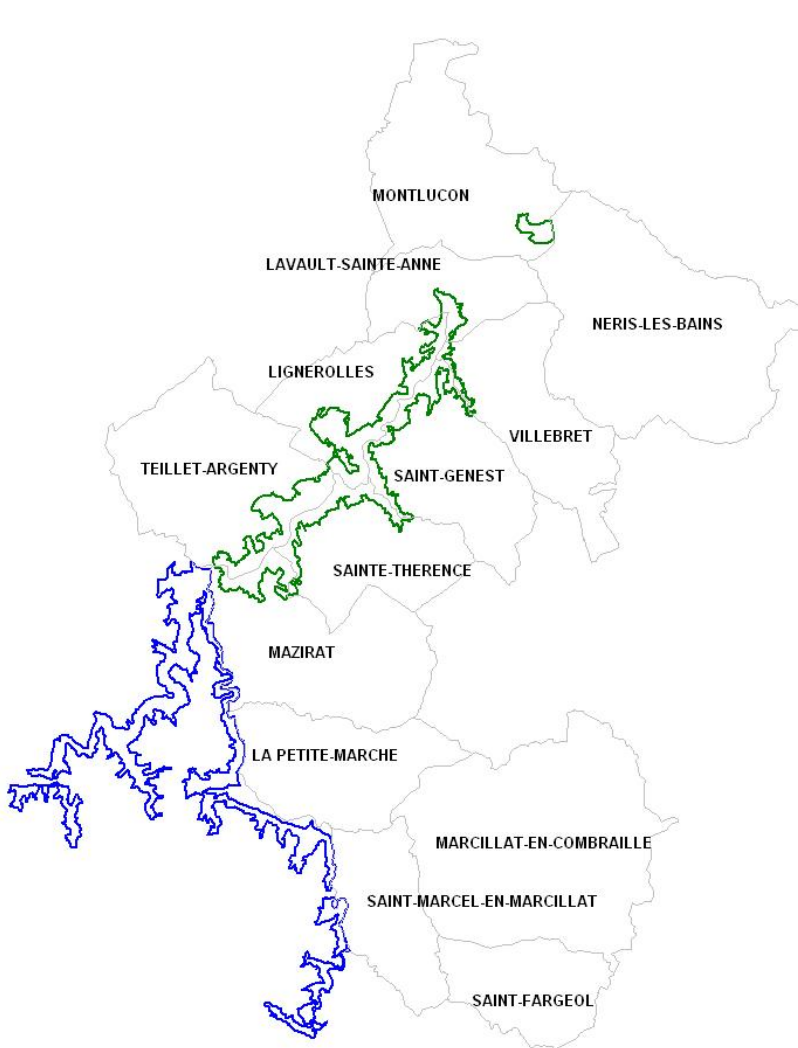 MONTLUCON
LAVAULT-SAINTE-ANNE
NERIS-LES-BAINS
LIGNEROLLES
VILLEBRET
TEILLET-ARGENTY
SAINT-GENEST
SAINTE-THERENCE
MAZIRAT
LA PETITE-MARCHE
MARCILLAT-EN-COMBRAILLE
SAINT-MARCEL-EN-MARCILLAT
SAINT-FARGEOL